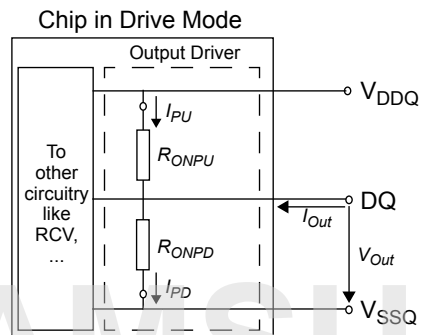 Chip in Drive Mode
Output Driver
VDDQ
IPU
To
other
circuitry
like
RCV,
...
RONPU
DQ
IOut
RONPD
VOut
IPD
VSSQ